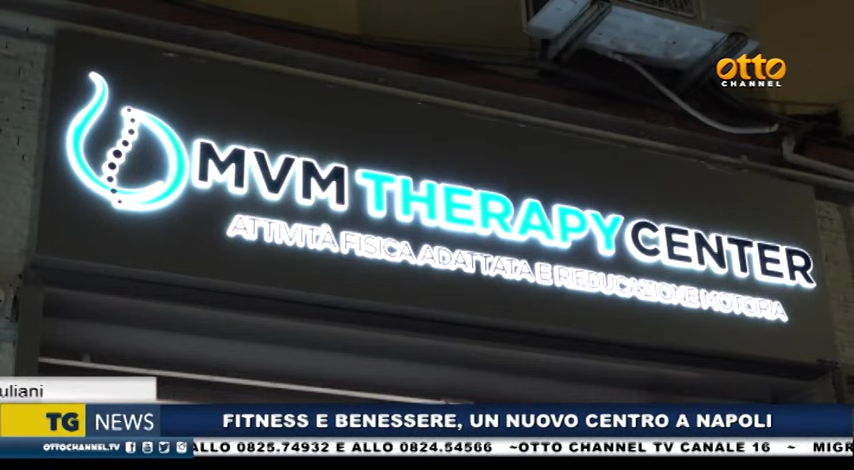 otto
CHANNEL
MVM THERAPY CENTER
ATTIVITÀ FISICA ADATTATA E RIEDUCAZIONE MOTORIA
uliani
TG NEWS
FITNESS E BENESSERE, UN NUOVO CENTRO A NAPOLI
OTTOCHANNEL.TV
ALLO 0825.74932 E ALLO 0824.54566 ~OTTO CHANNEL TV CANALE 16 ~ MIGR